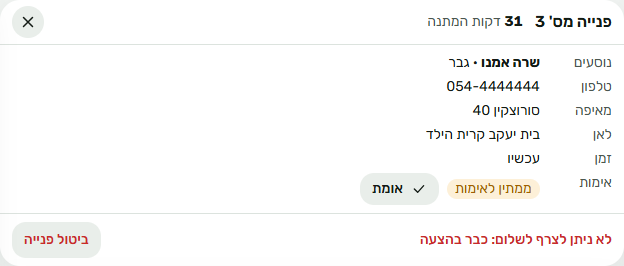 פנייה מס' 3 31 דקות המתנה
נוסעים שרה אמנו · גבר
טלפון 054-4444444
מאיפה סורוצקין 40
לאן בית יעקב קרית הילד
זמן עכשיו
אימות ממתין לאימות אומת
לא ניתן לצרף לשלום: כבר בהצעה ביטול פנייה